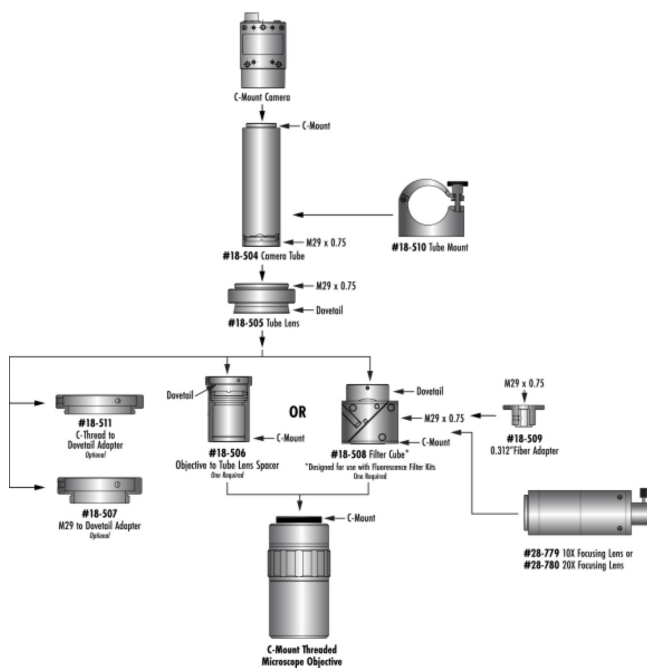 C-Mount Camera
C-Mount
M29 x 0.75
#18-504 Camera Tube
#18-510 Tube Mount
M29 x 0.75
Dovetail
#18-505 Tube Lens
#18-511
C-Thread to
Dovetail Adapter
Optional
#18-507
M29 to Dovetail Adapter
Optional
Dovetail
C-Mount
#18-506
Objective to Tube Lens Spacer
One Required
OR
Dovetail
M29 x 0.75
C-Mount
#18-508 Filter Cube*
*Designed for use with Fluorescence Filter Kits
One Required
M29 x 0.75
#18-509
0.312"Fiber Adapter
#28-779 10X Focusing Lens or
#28-780 20X Focusing Lens
C-Mount
C-Mount Threaded
Microscope Objective